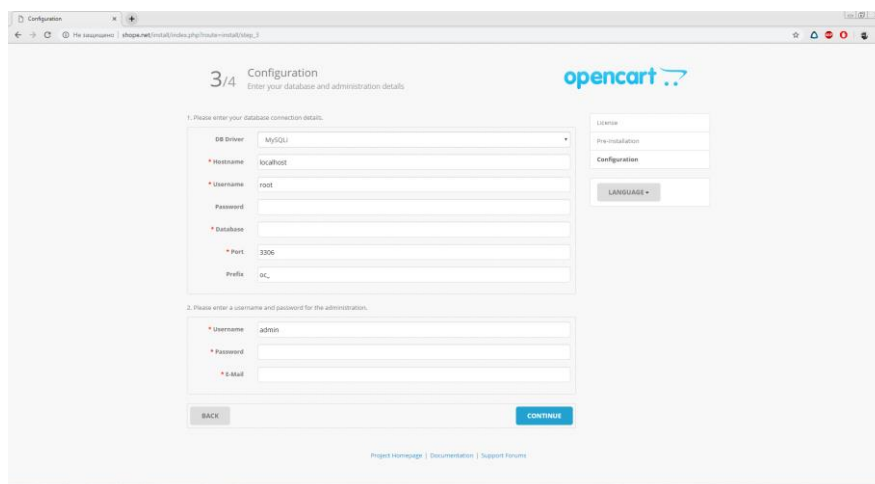 Configuration
Не защищено | shope.net/install/index.php?route=install/step_3
3/4
Configuration
Enter your database and administration details
opencart
1. Please enter your database connection details.
DB Driver
MySQLi
* Hostname
localhost
* Username
root
Password
* Database
* Port
3306
Prefix
oc_
2. Please enter a username and password for the administration.
* Username
admin
* Password
* E-Mail
BACK
CONTINUE
License
Pre-installation
Configuration
LANGUAGE
Project Homepage | Documentation | Support Forums